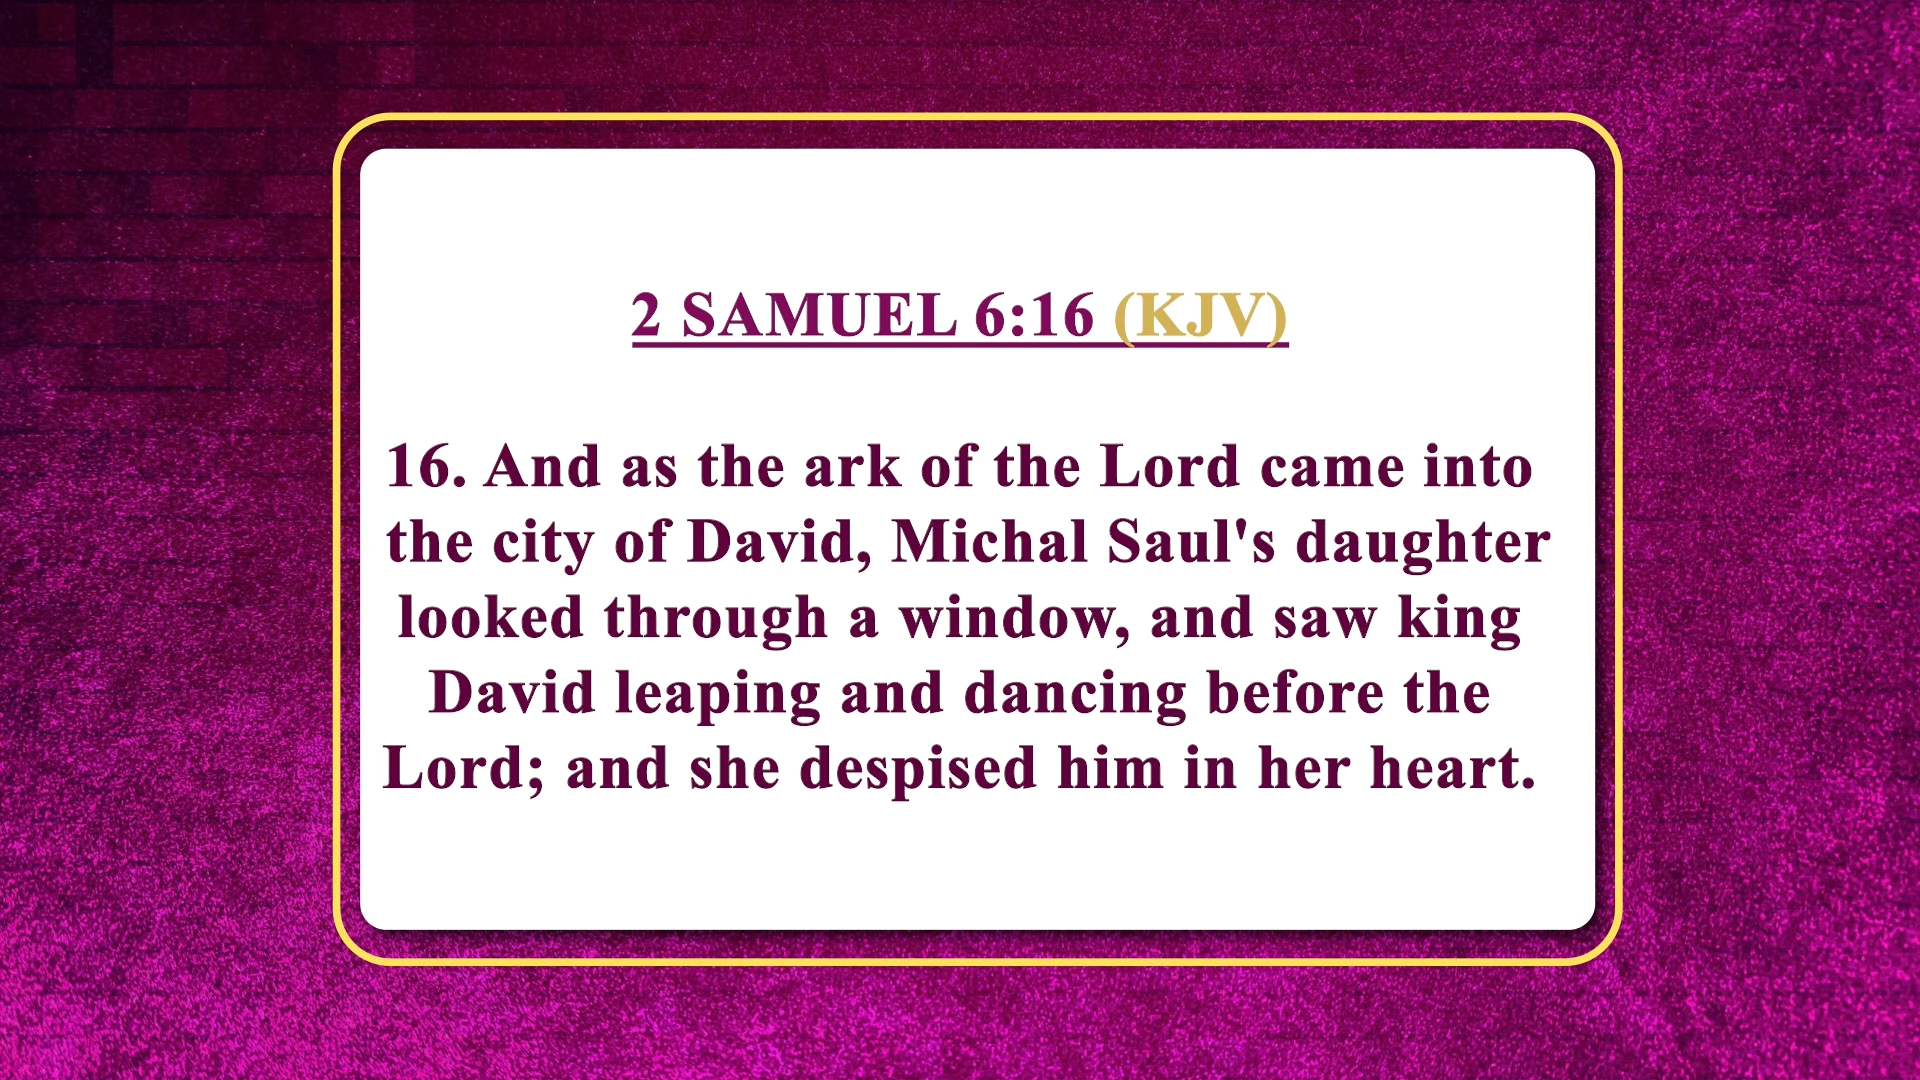 2 SAMUEL 6:16 (KJV)
16. And as the ark of the Lord came into
the city of David, Michal Saul's daughter
looked through a window, and saw king
David leaping and dancing before the
Lord; and she despised him in her heart.